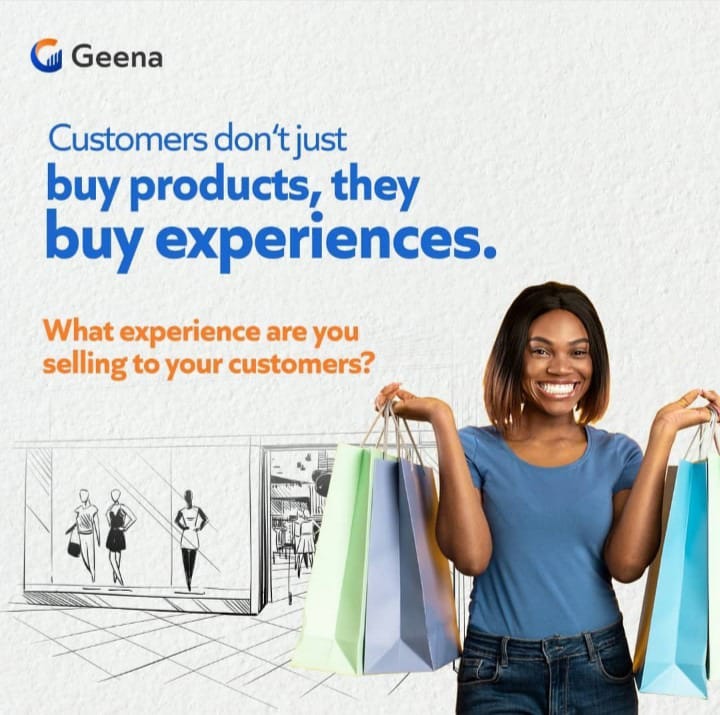 Geena
Customers don't just
buy products, they
buy experiences.
What experience are you
selling to your customers?